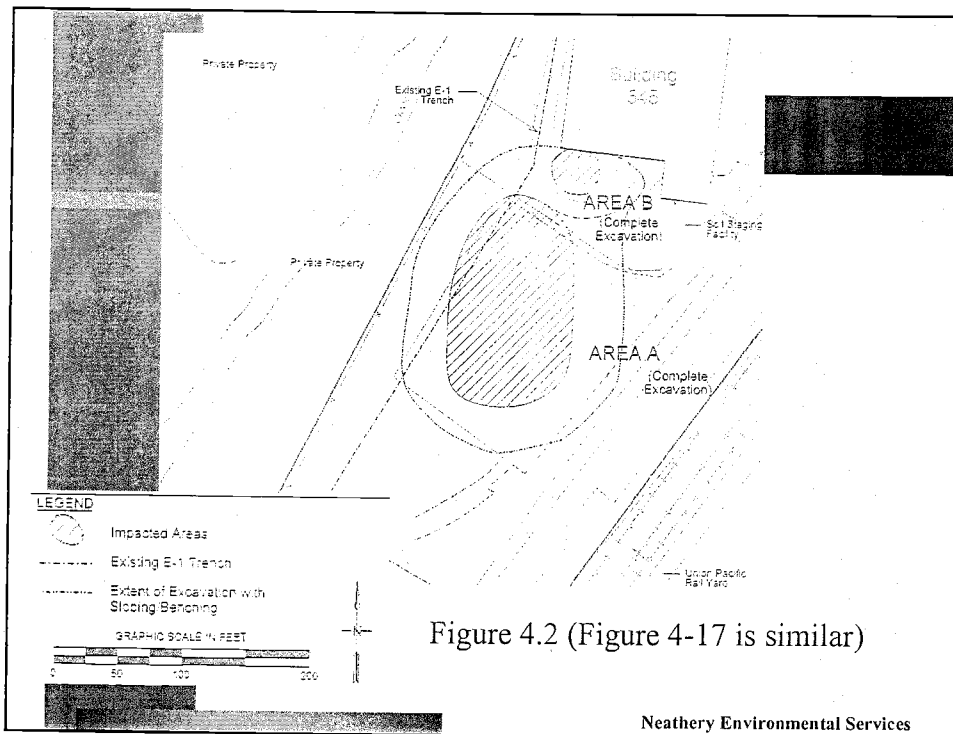 Private Property
Existing E-1
Trench
Building
845
AREA B
(Complete
Excavation)
Soil Staging
Facility
Private Property
AREA A
(Complete
Excavation)
LEGEND
Impacted Areas
Existing E-1 Trench
Extent of Excavation with
Sloping/Benching
GRAPHIC SCALE IN FEET
0 50 100 200
N
Union Pacific
Rail Yard
Figure 4.2 (Figure 4-17 is similar)
Neathery Environmental Services